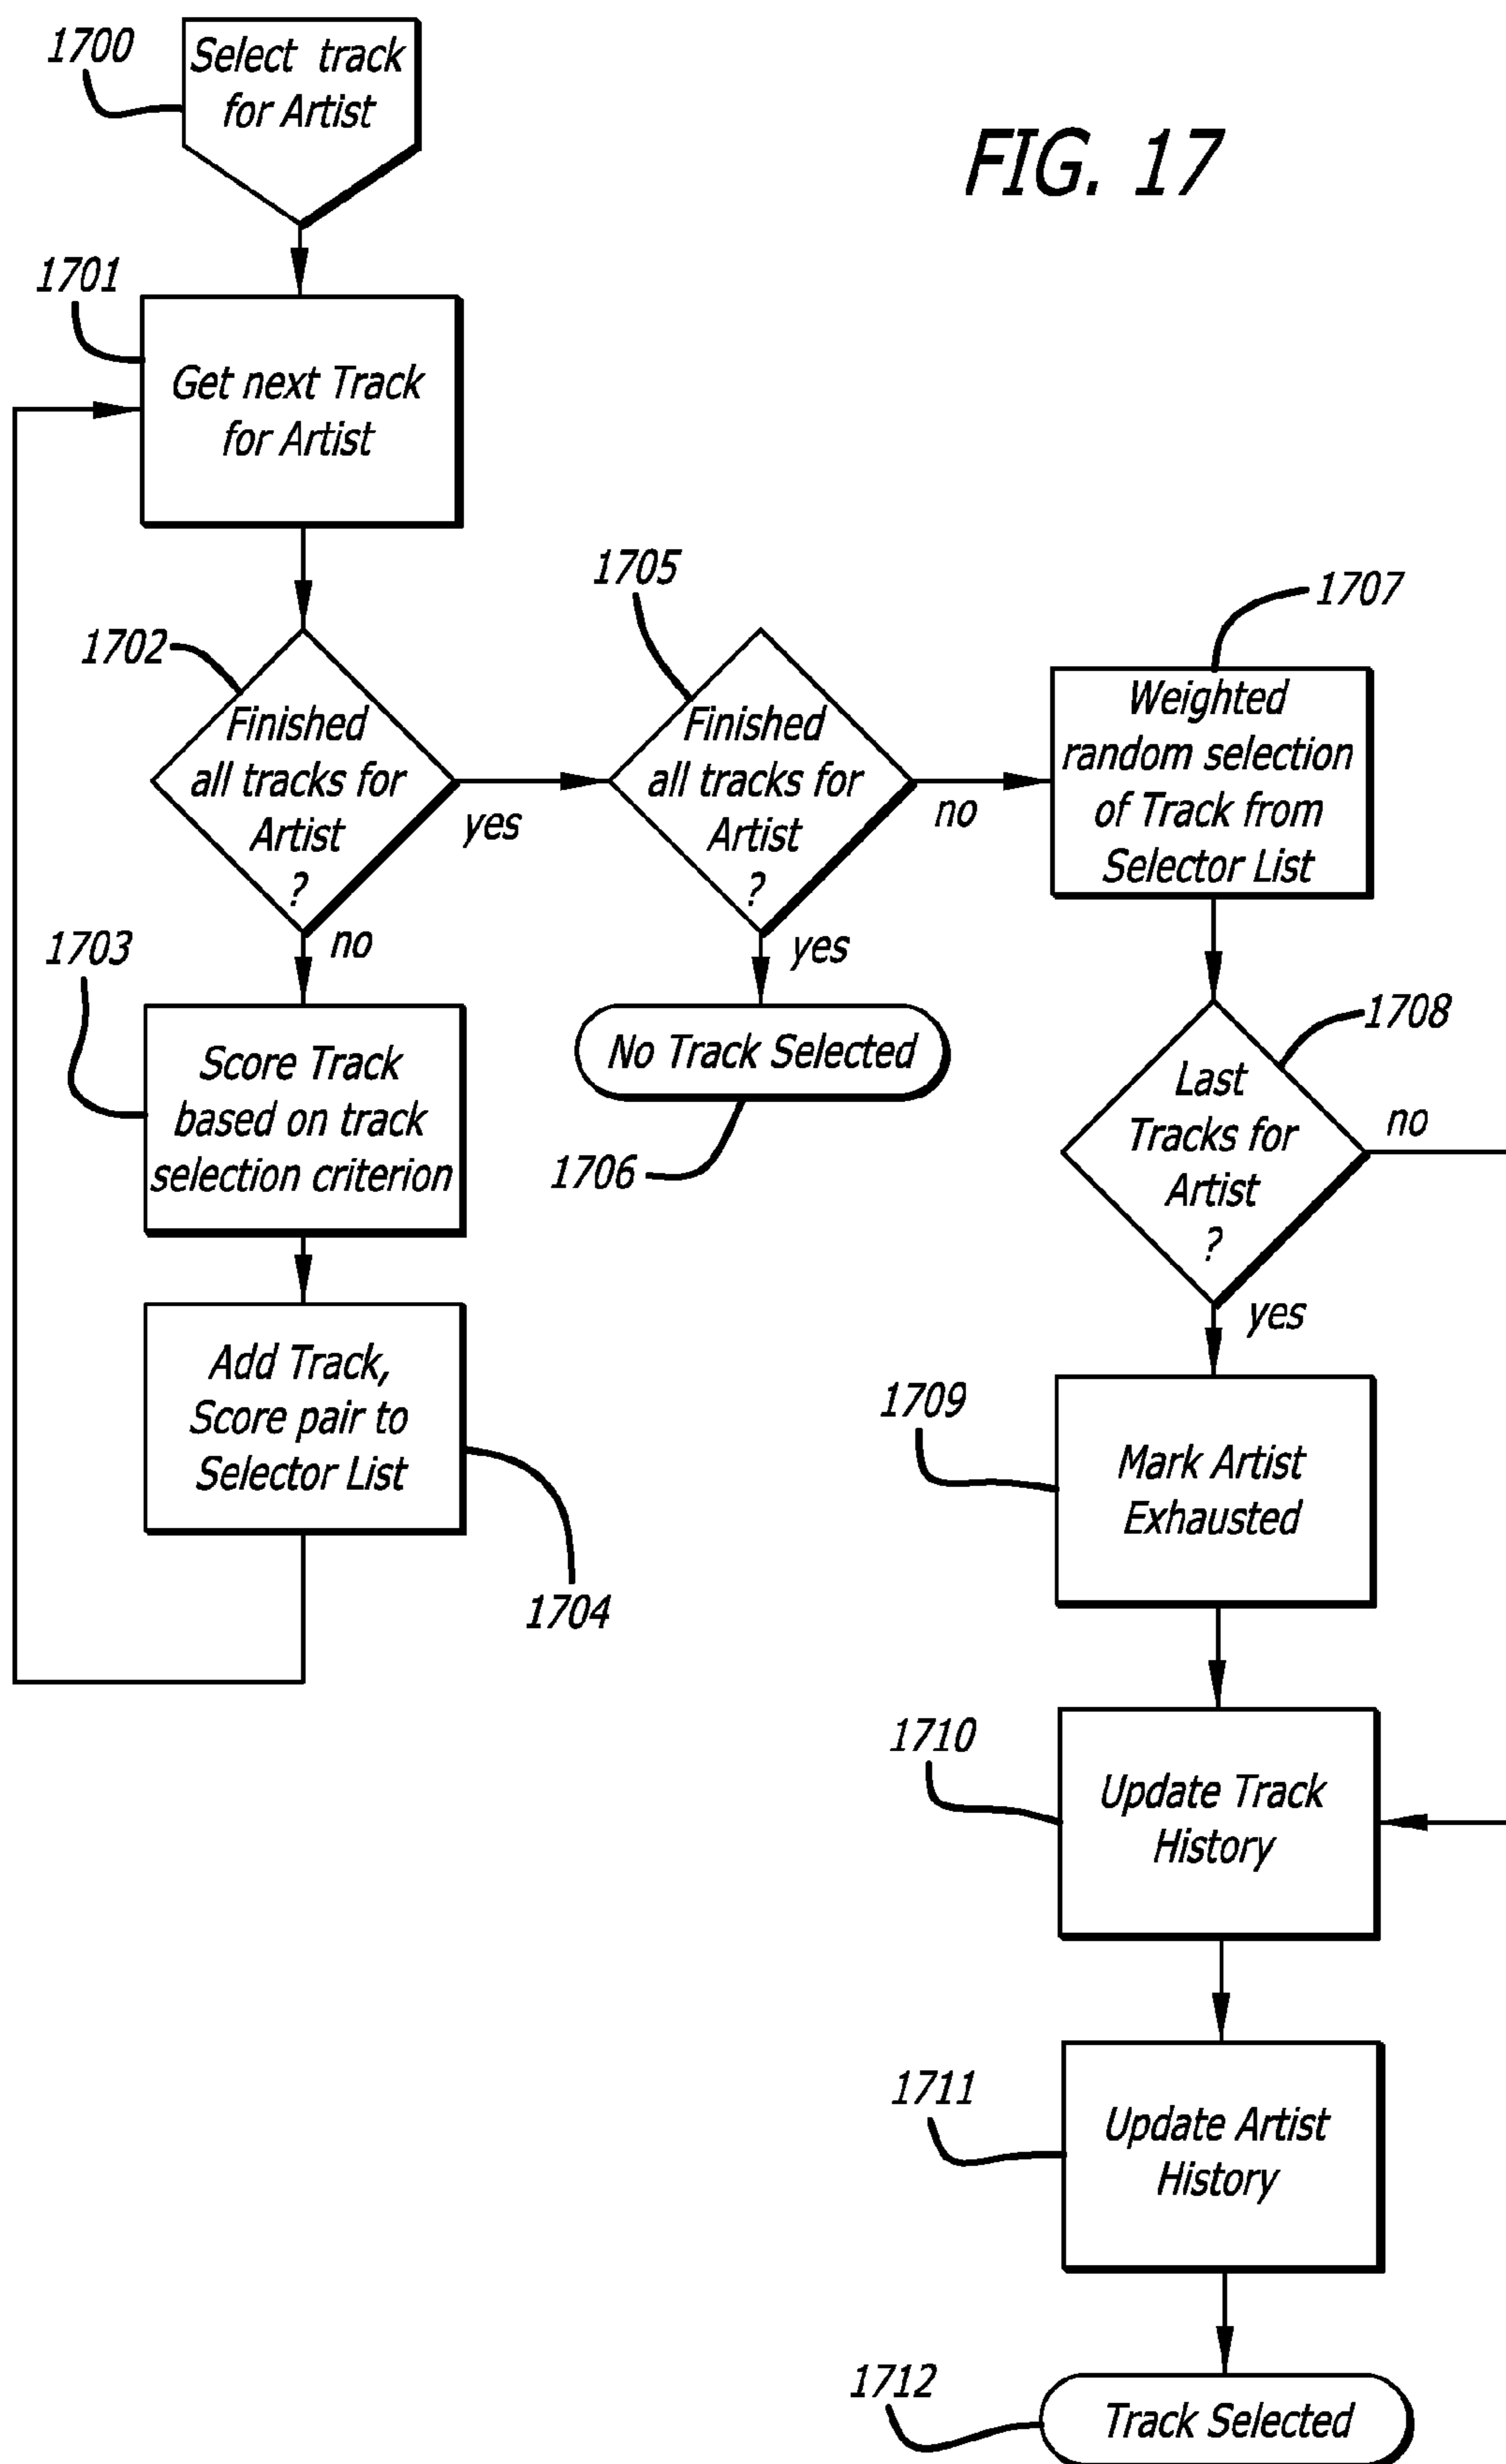 1700
Select track
for Artist
FIG. 17
1701
Get next Track
for Artist
1702
Finished
all tracks for
Artist
?
yes
no
1705
Finished
all tracks for
Artist
?
no
yes
1707
Weighted
random selection
of Track from
Selector List
1703
Score Track
based on track
selection criterion
No Track Selected
1706
1708
Last
Tracks for
Artist
?
no
yes
Add Track,
Score pair to
Selector List
1704
1709
Mark Artist
Exhausted
1710
Update Track
History
1711
Update Artist
History
1712
Track Selected